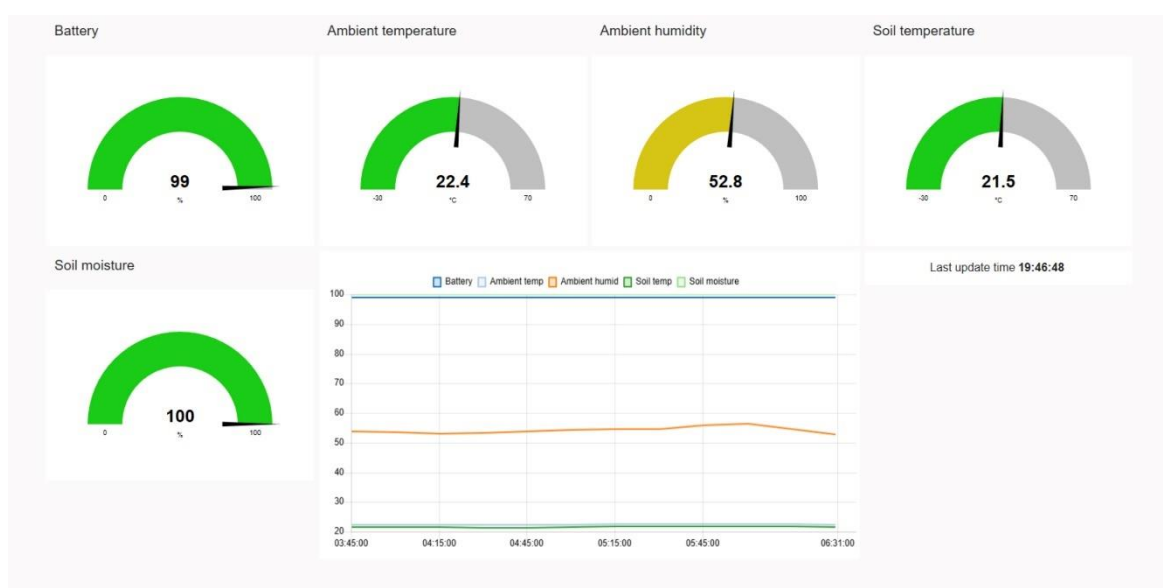 Battery
Ambient temperature
Ambient humidity
Soil temperature
99
%
0
100
22.4
°C
-30
70
52.8
%
0
100
21.5
°C
-30
70
Soil moisture
100
%
0
100
Battery Ambient temp Ambient humid Soil temp Soil moisture
100
90
80
70
60
50
40
30
20
03:45:00 04:15:00 04:45:00 05:15:00 05:45:00 06:31:00
Last update time 19:46:48